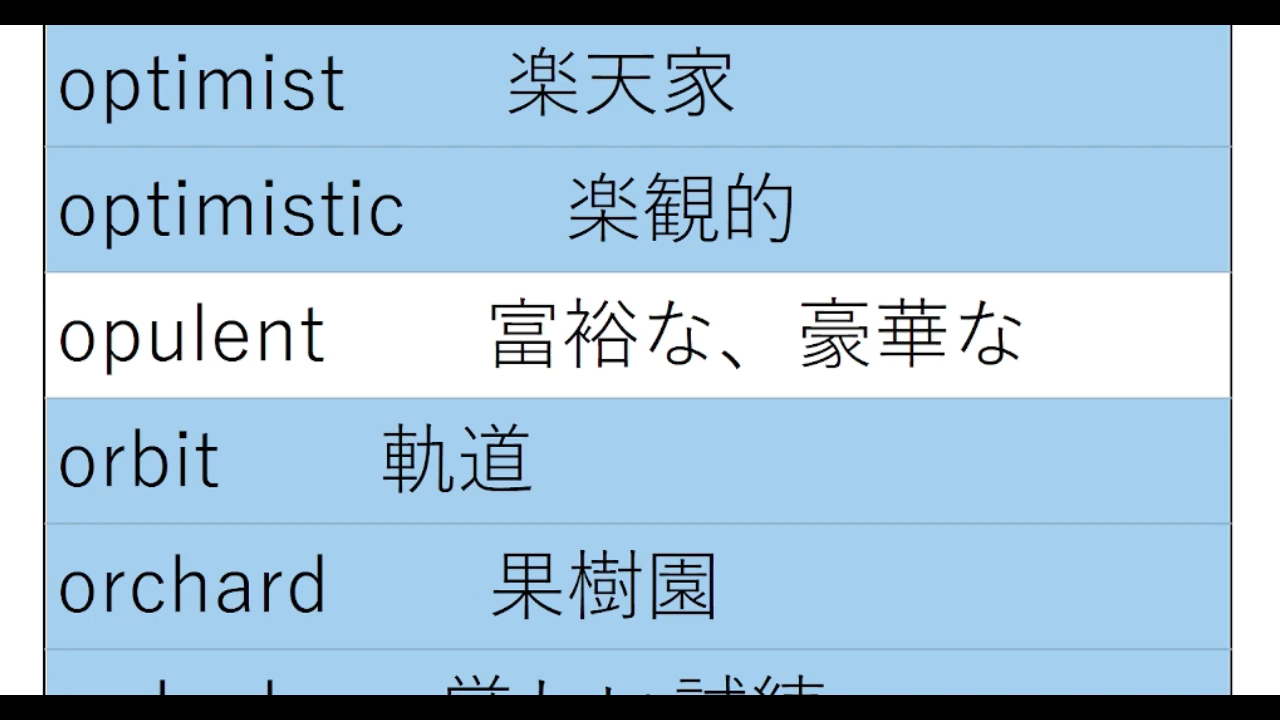 optimist 楽天家
optimistic 楽観的
opulent 富裕な、豪華な
orbit 軌道
orchard 果樹園